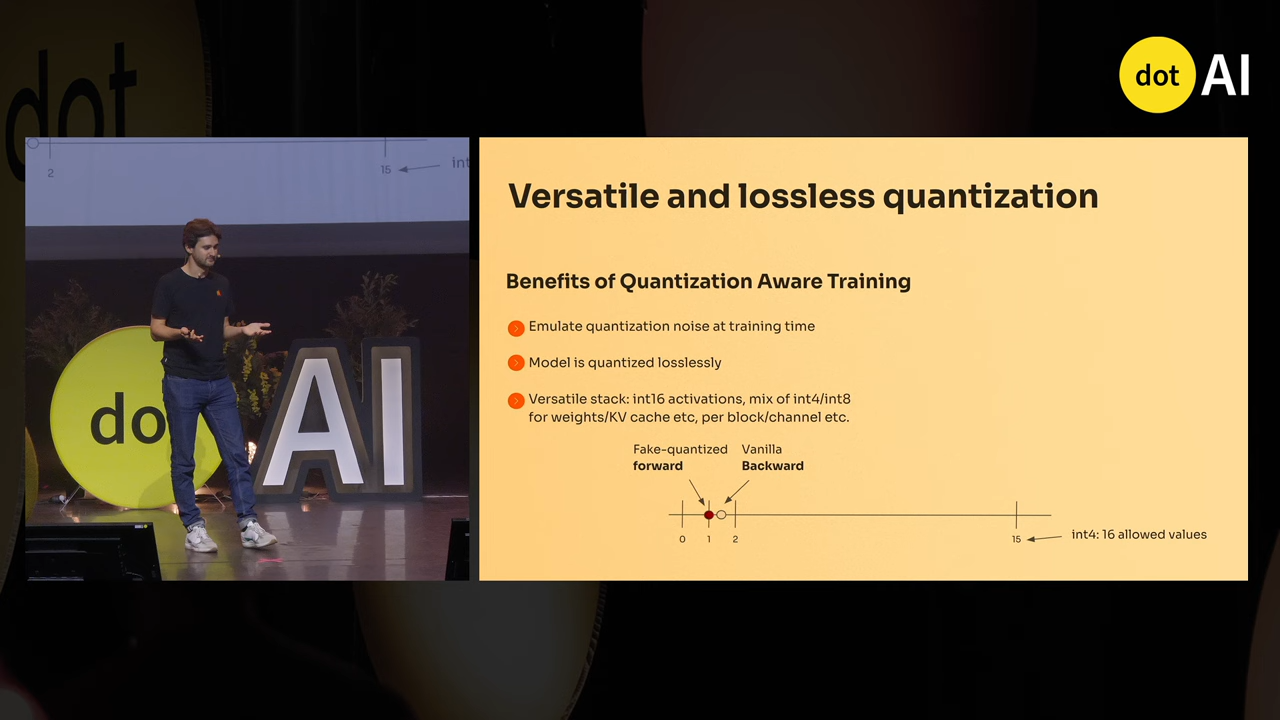 dot
dot AI
2
15
int
do
AI
Versatile and lossless quantization
Benefits of Quantization Aware Training
Emulate quantization noise at training time
Model is quantized losslessly
Versatile stack: int16 activations, mix of int4/int8
for weights/KV cache etc, per block/channel etc.
Fake-quantized
forward
Vanilla
Backward
0 1 2 15
int4: 16 allowed values